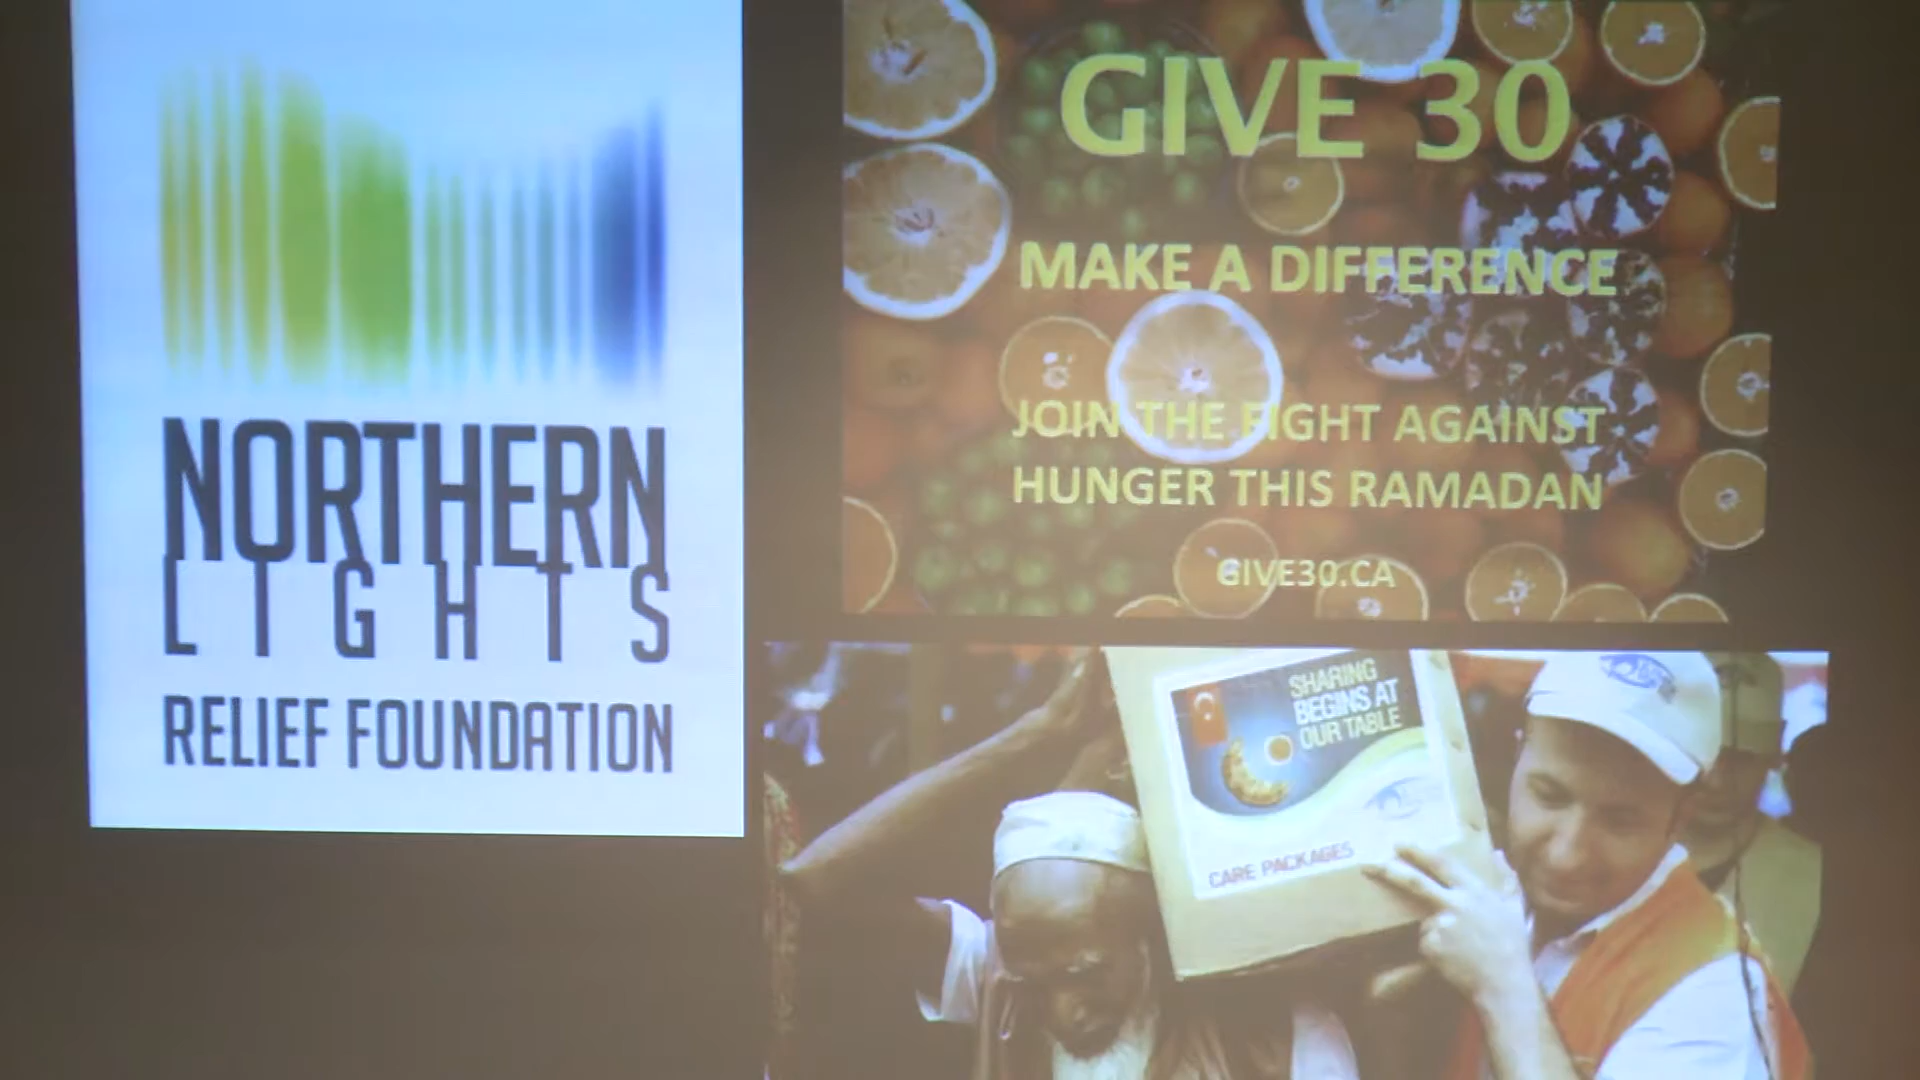 NORTHERN
LIGHTS
RELIEF FOUNDATION
GIVE 30
MAKE A DIFFERENCE
JOIN THE FIGHT AGAINST
HUNGER THIS RAMADAN
GIVE30.CA
SHARING
BEGINS AT
OUR TABLE
CARE PACKAGES